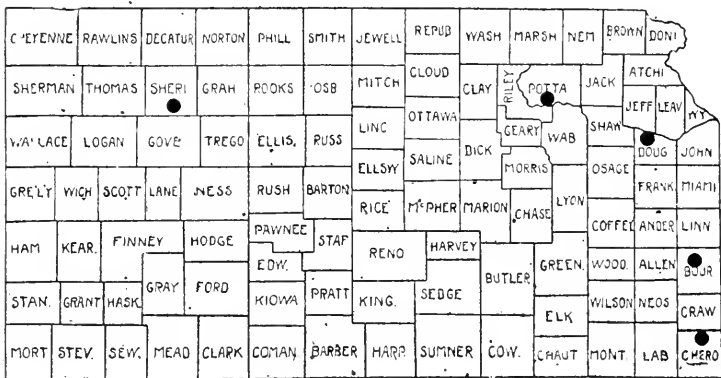 CHEYENNE RAWLINS DECATUR NORTON PHILL SMITH JEWELL REPUB WASH MARSH NEM BROWN DONI
SHERMAN THOMAS SHERI GRAH ROOKS OSB MITCH CLOUD CLAY RILEY POTTA JACK ATCHI
JEFF LEAV WY
WALLACE LOGAN GOVE TREGO ELLIS. RUSS LINC OTTAWA GEARY WAB SHAW DOUG JOHN
ELLSW SALINE DICK MORRIS OSAGE
GRE'LY WICH SCOTT LANE NESS RUSH BARTON RICE McPHER MARION CHASE LYON FRANK MIAMI
HAM KEAR. FINNEY HODGE PAWNEE STAF RENO HARVEY COFFEE ANDER LINN
EDW. BUTLER GREEN. WOOD. ALLEN BOUR
STAN. GRANT HASK. GRAY FORD KIOWA PRATT KING. SEDGE ELK WILSON NEOS CRAW
MORT STEV. SEW. MEAD CLARK COMAN BARBER HARP. SUMNER COW. CHAUT MONT. LAB CHERO